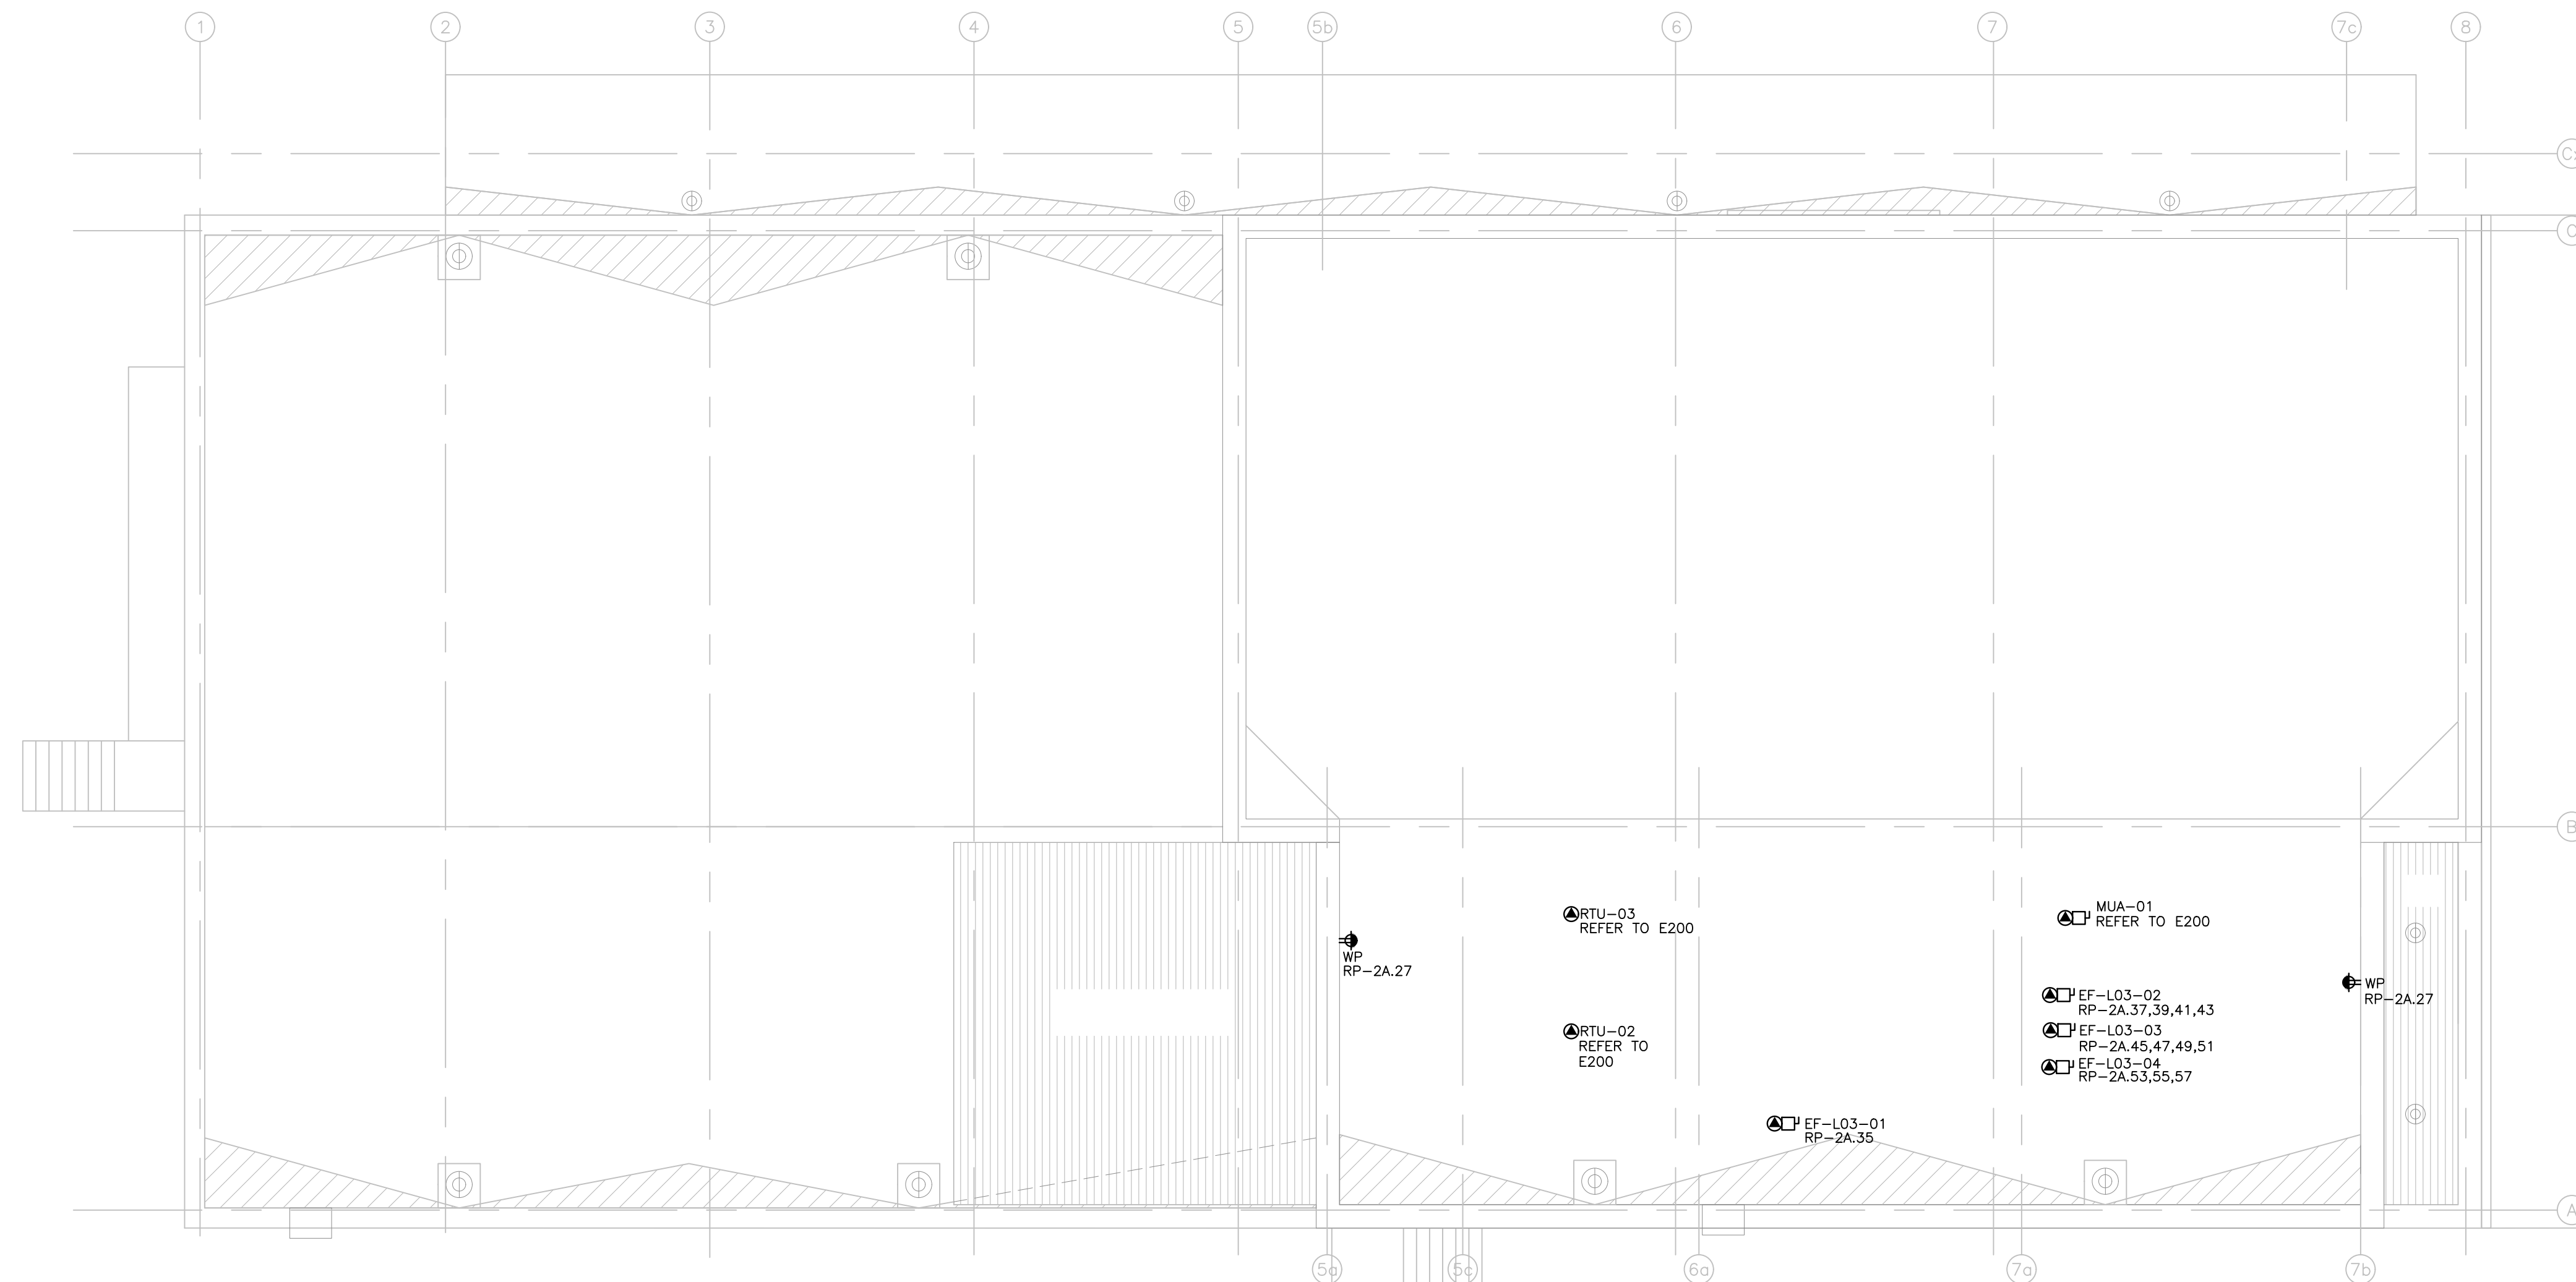 1
2
3
4
5
5b
6
7
7c
8
C
B
A
RTU-03
REFER TO E200
MUA-01
REFER TO E200
WP
RP-2A.27
WP
RP-2A.27
EF-L03-02
RP-2A.37,39,41,43
RTU-02
REFER TO
E200
EF-L03-03
RP-2A.45,47,49,51
EF-L03-04
RP-2A.53,55,57
EF-L03-01
RP-2A.35
5a
5c
6a
7a
7b